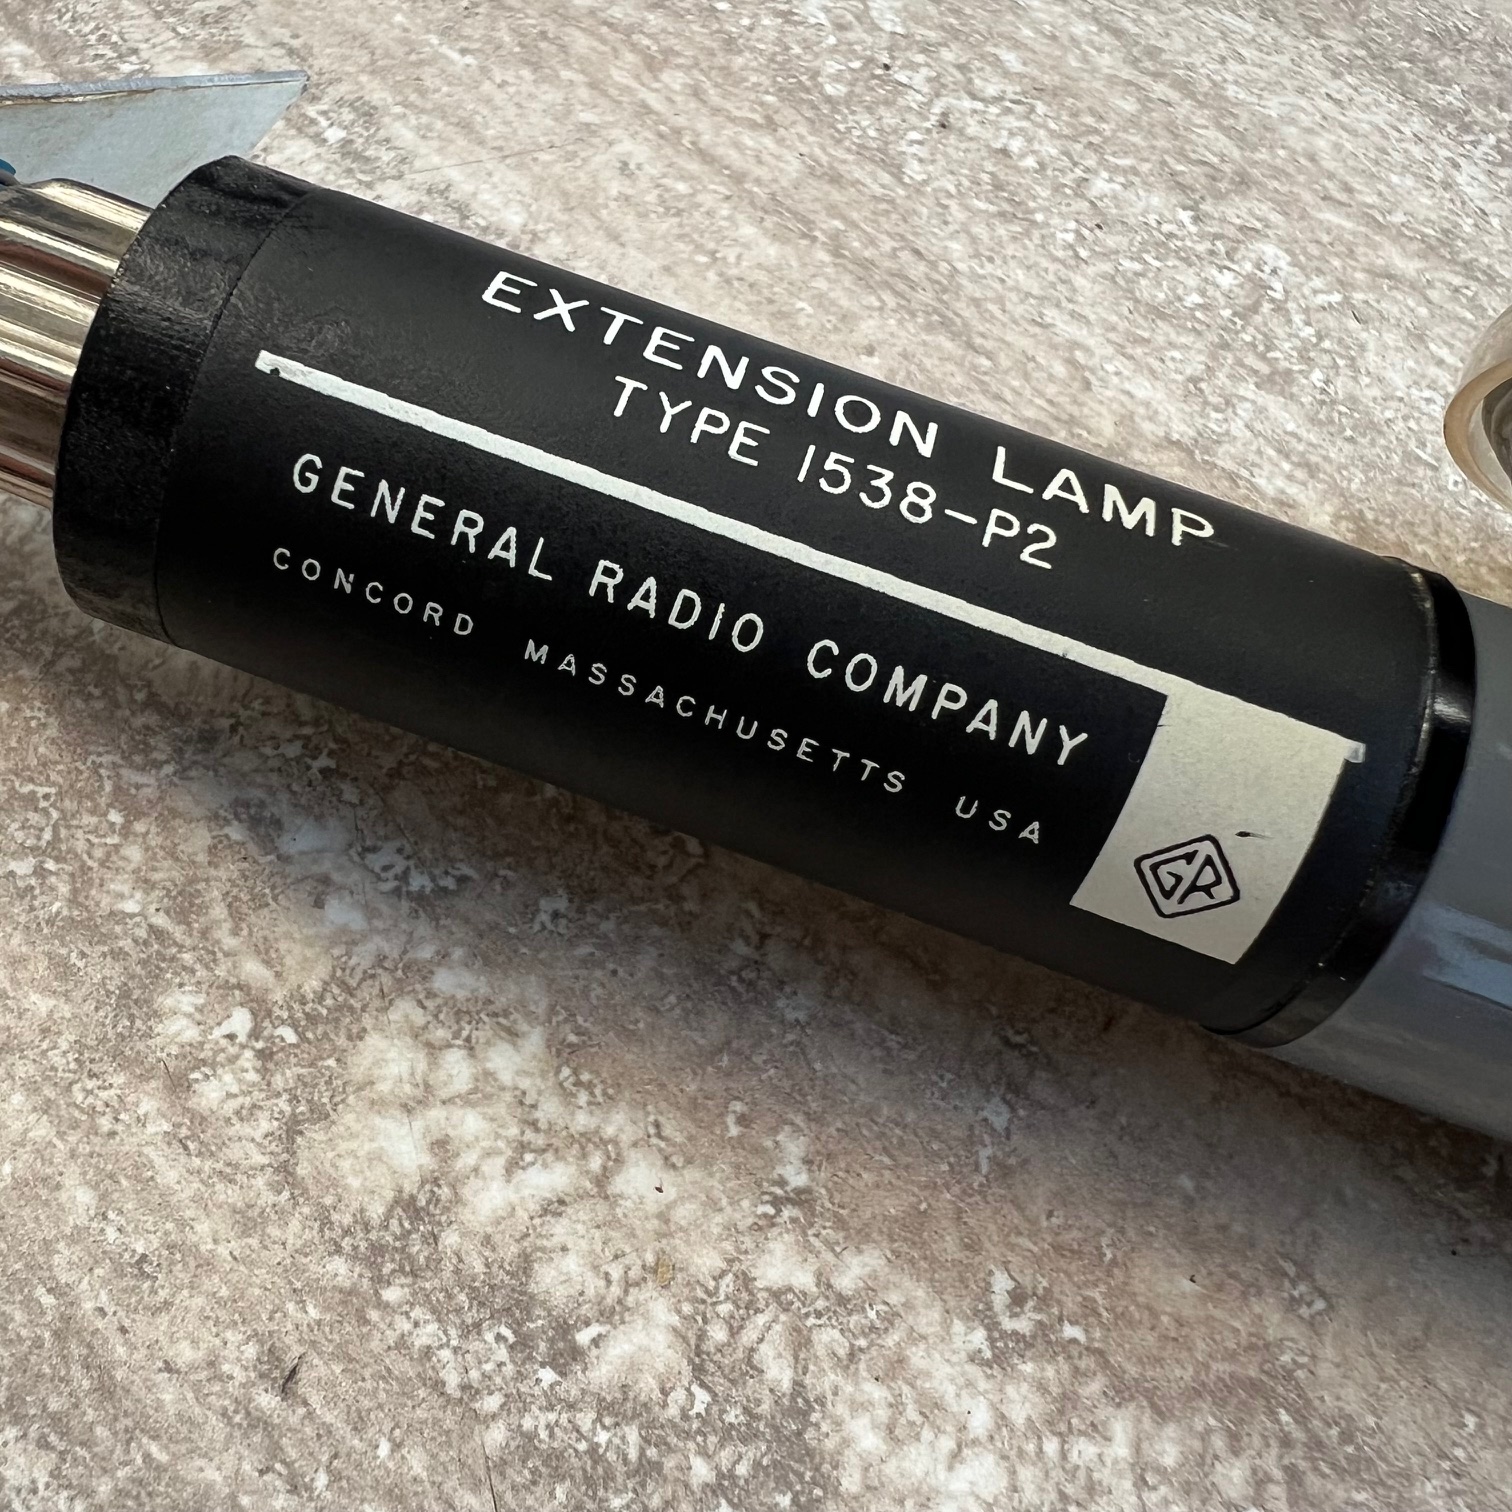 EXTENSION LAMP
TYPE 1538-P2
GENERAL RADIO COMPANY
CONCORD MASSACHUSETTS USA
GR